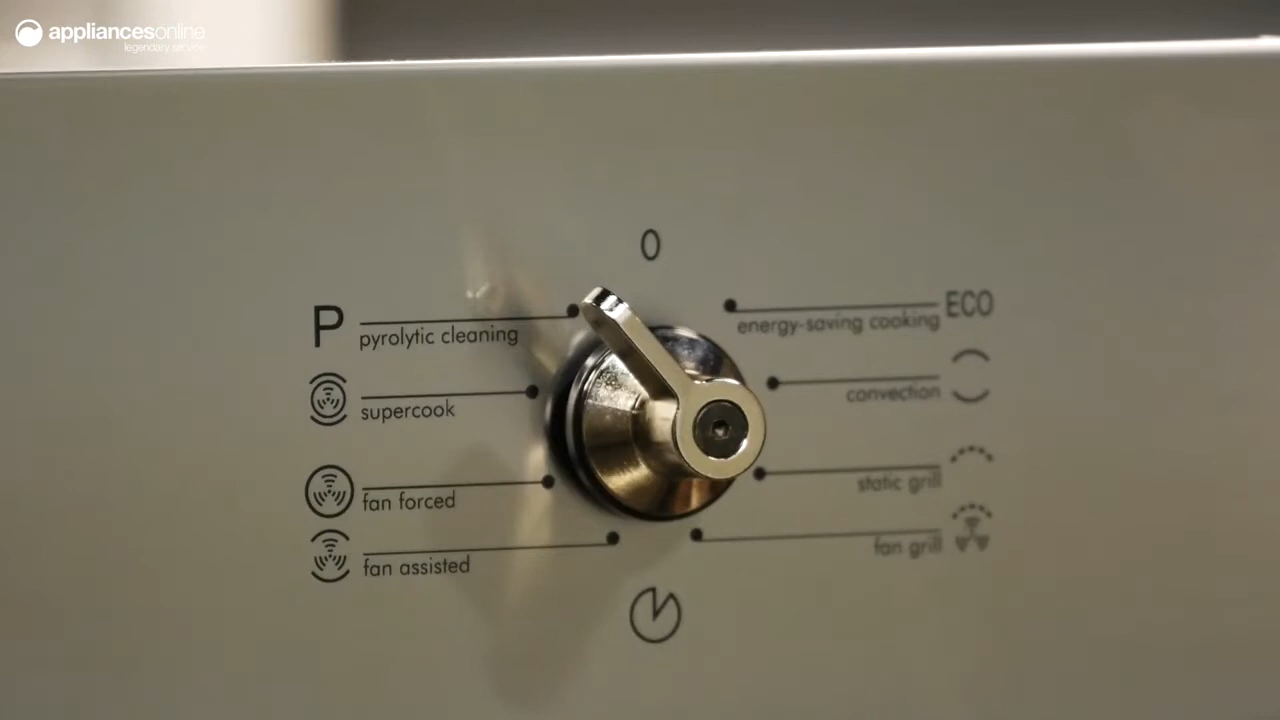 appliancesonline
legendary service
0
P
pyrolytic cleaning
ECO
energy-saving cooking
supercook
convection
fan forced
static grill
fan assisted
fan grill